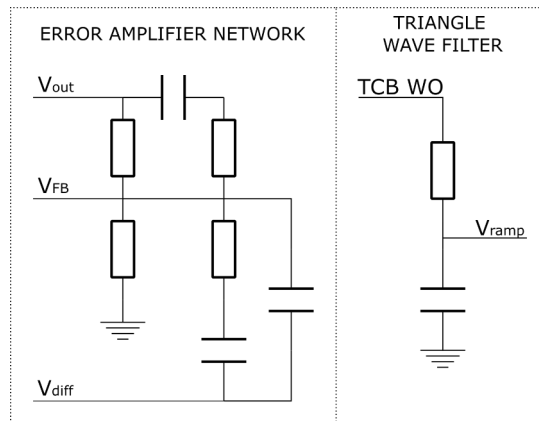 ERROR AMPLIFIER NETWORK
Vout
VFB
Vdiff
TRIANGLE
WAVE FILTER
TCB WO
Vramp